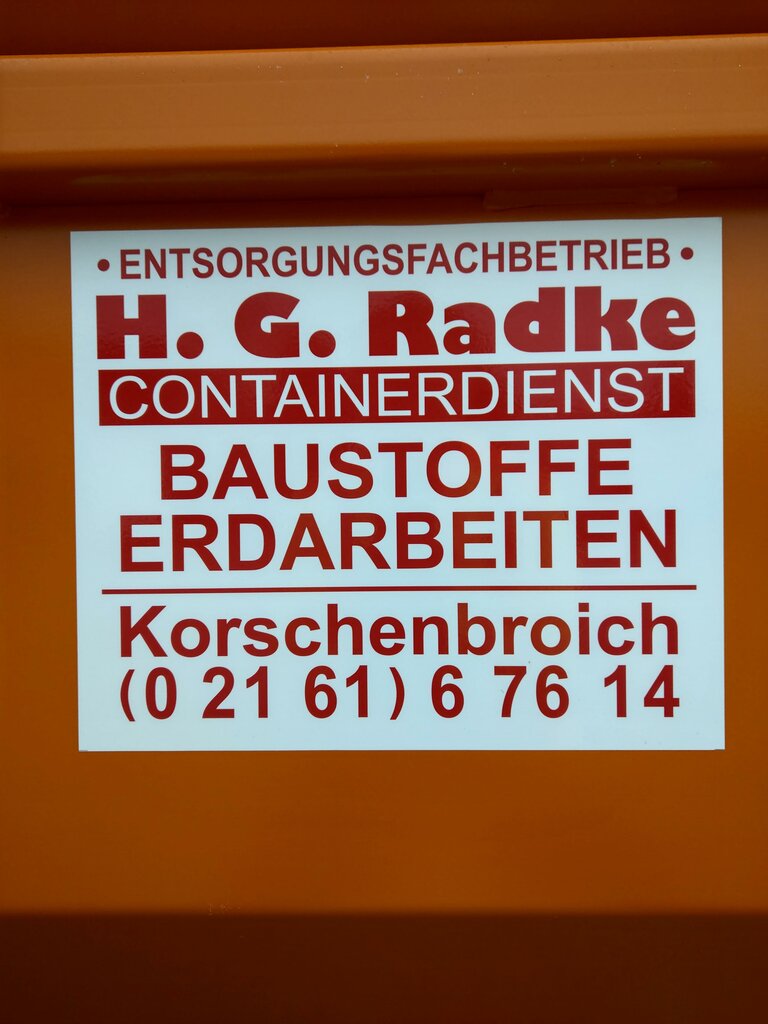 • ENTSORGUNGSFACHBETRIEB •
H. G. Radke
CONTAINERDIENST
BAUSTOFFE
ERDARBEITEN
Korschenbroich
(0 21 61) 6 76 14